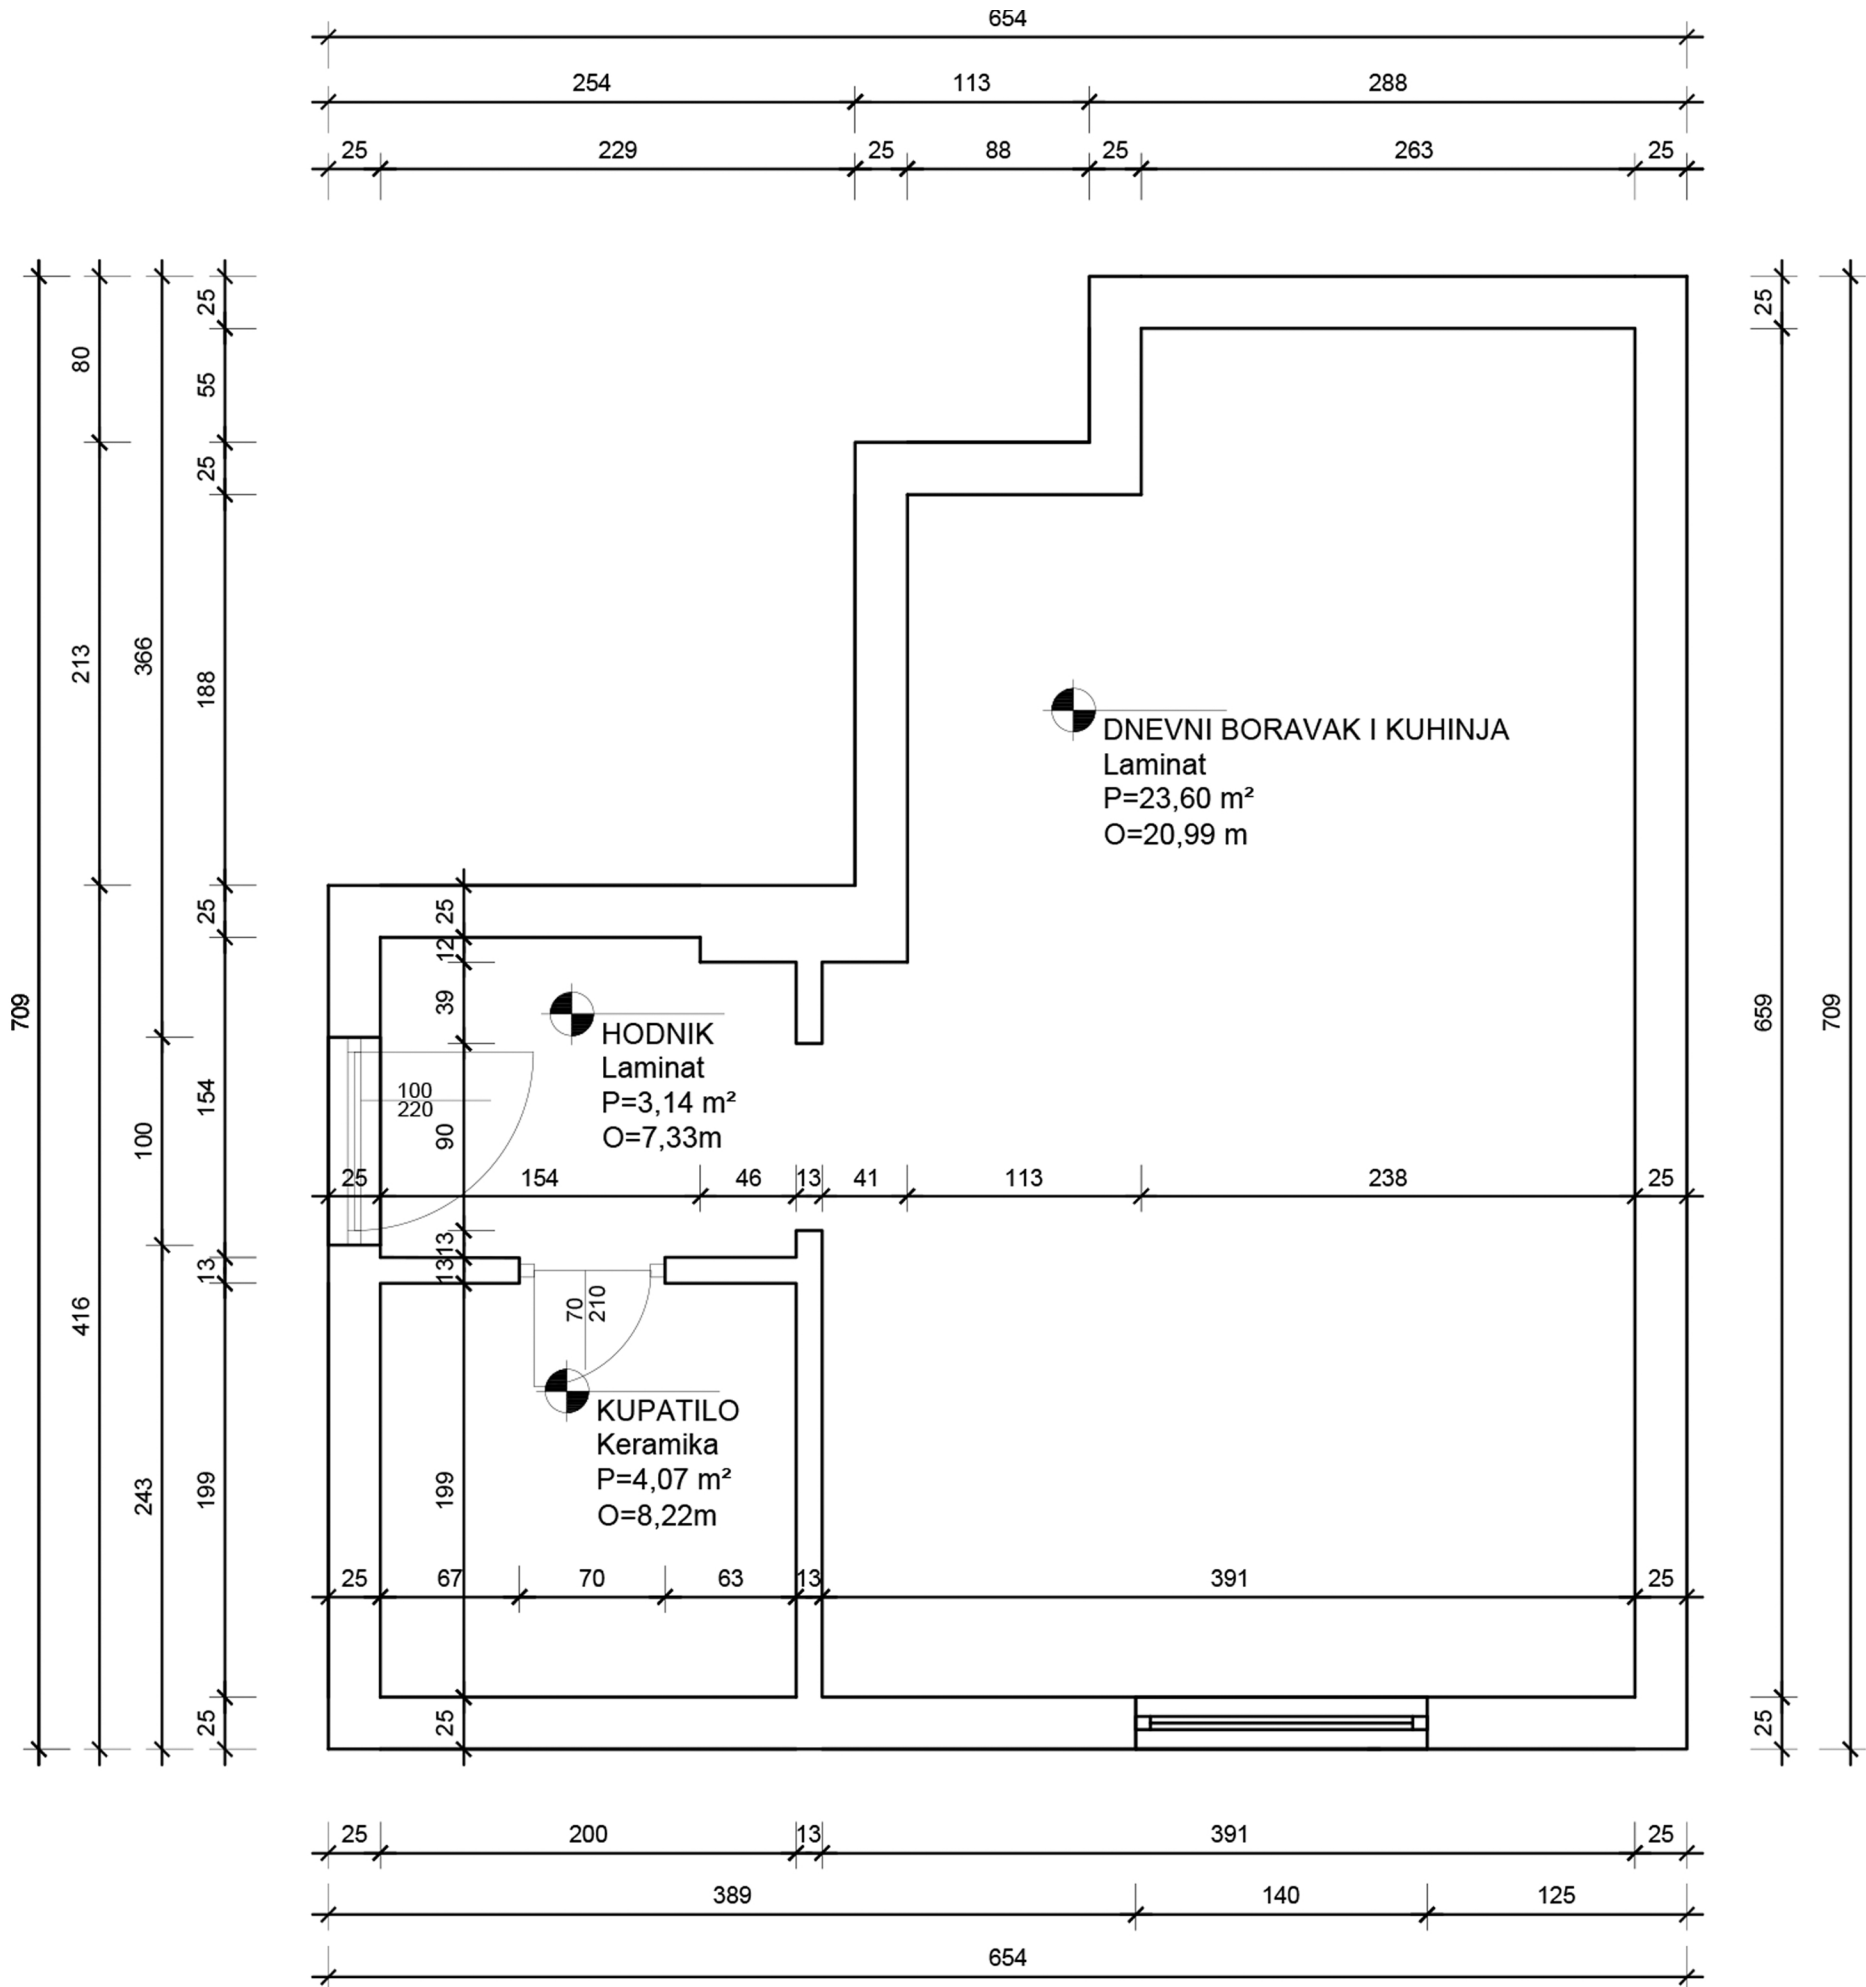 654
254 113 288
25 229 25 88 25 263 25
709
80
213
416
366
100
243
25
55
25
188
25
154
13
199
25
25
659
25
709
DNEVNI BORAVAK I KUHINJA
Laminat
P=23,60 m²
O=20,99 m
25
12
39
90
13
13
199
25
HODNIK
Laminat
P=3,14 m²
O=7,33m
100
220
25 154 46 13 41 113 238 25
70
210
KUPATILO
Keramika
P=4,07 m²
O=8,22m
25 67 70 63 13 391 25
25 200 13 391 25
389 140 125
654